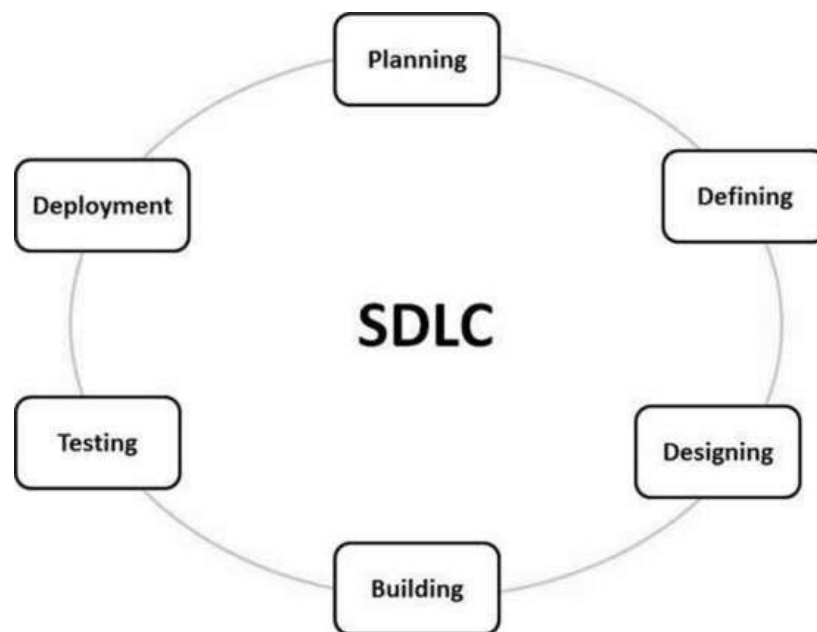 Planning
Defining
Deployment
SDLC
Testing
Designing
Building